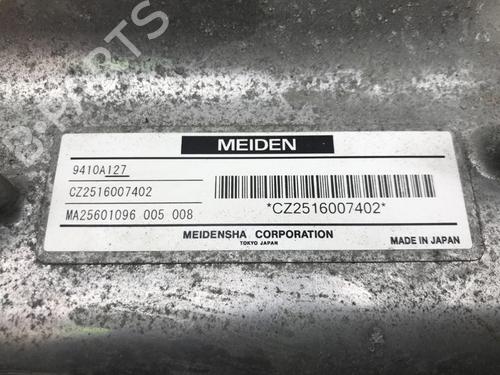 B-PARTS
MEIDEN
9410A127
CZ2516007402
MA25601096 005 008
*CZ2516007402*
MEIDENSHA CORPORATION
TOKYO JAPAN
MADE IN JAPAN